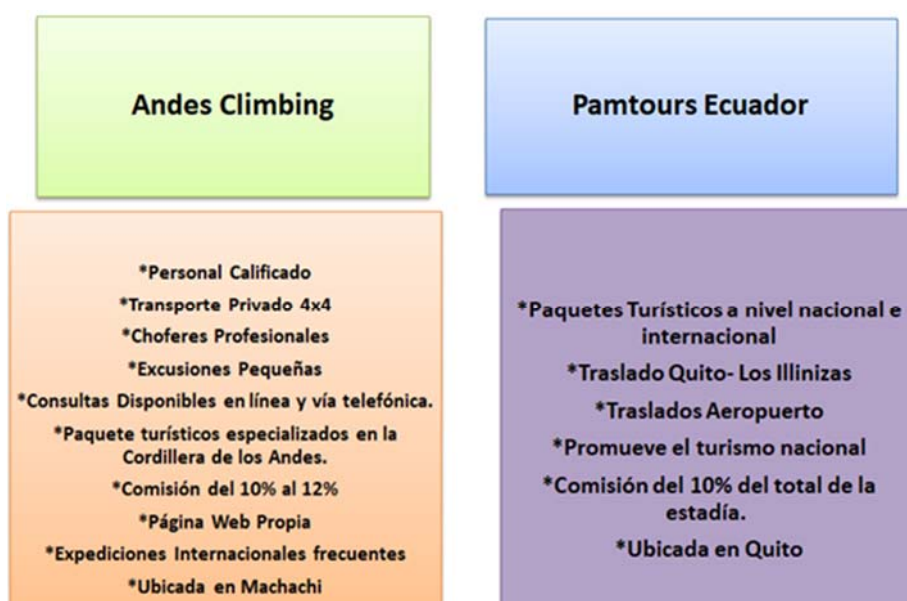 Andes Climbing
*Personal Calificado
*Transporte Privado 4x4
*Choferes Profesionales
*Excusiones Pequeñas
*Consultas Disponibles en línea y vía telefónica.
*Paquete turísticos especializados en la
Cordillera de los Andes.
*Comisión del 10% al 12%
*Página Web Propia
*Expediciones Internacionales frecuentes
*Ubicada en Machachi
Pamtours Ecuador
*Paquetes Turísticos a nivel nacional e
internacional
*Traslado Quito- Los Illinizas
*Traslados Aeropuerto
*Promueve el turismo nacional
*Comisión del 10% del total de la
estadía.
*Ubicada en Quito